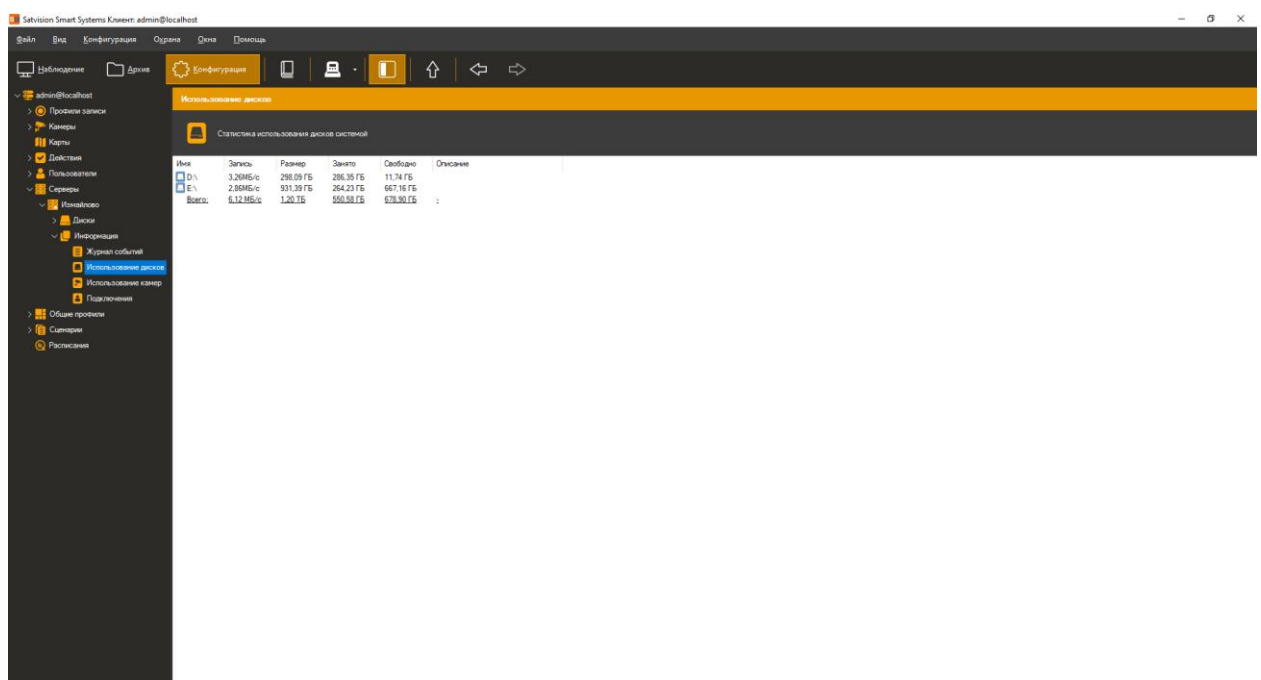 Satvision Smart Systems Клиент: admin@localhost
Файл Вид Конфигурация Охрана Окна Помощь
Наблюдение Архив Конфигурация
admin@localhost
Профили записи
Камеры
Карты
Действия
Пользователи
Серверы
Измайлово
Диски
Информация
Журнал событий
Использование дисков
Использование камер
Подключения
Общие профили
Сценарии
Расписания
Использование дисков
Статистика использования дисков системой
Имя Запись Размер Занято Свободно Описание
D:\ 3,26МБ/с 298,09 ГБ 286,35 ГБ 11,74 ГБ
E:\ 2,86МБ/с 931,39 ГБ 264,23 ГБ 667,16 ГБ
Всего: 6,12 МБ/с 1,20 ТБ 550,58 ГБ 678,90 ГБ -